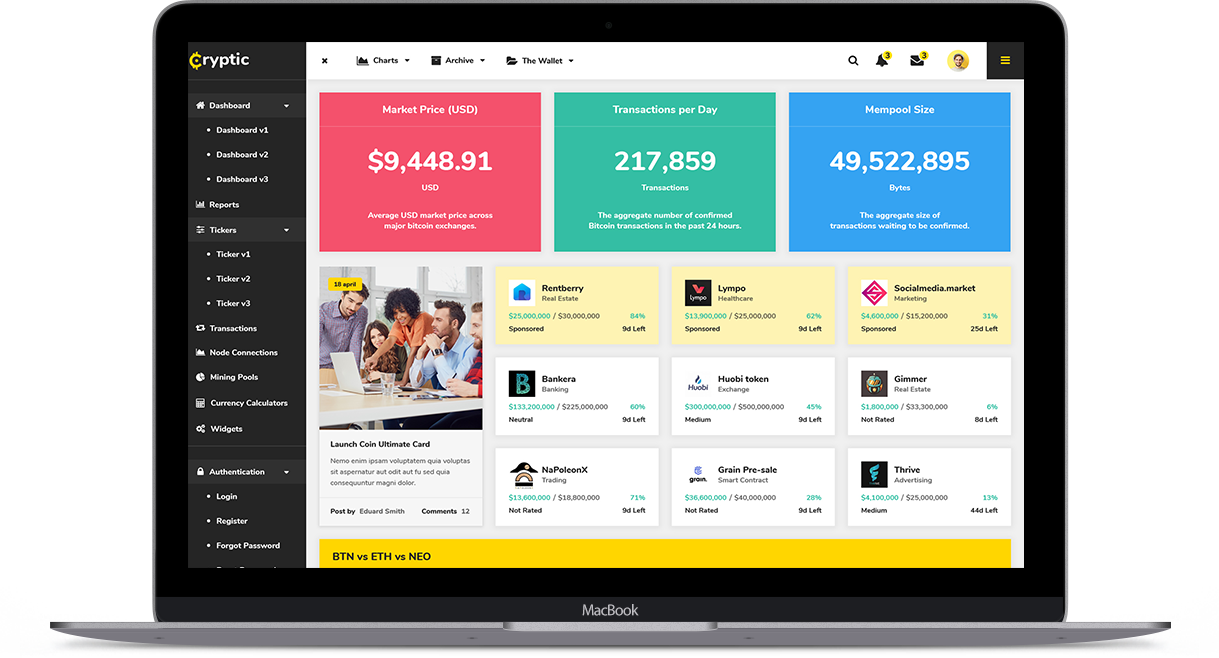 Cryptic
Charts
Archive
The Wallet
3
3
Dashboard
Dashboard v1
Dashboard v2
Dashboard v3
Reports
Tickers
Ticker v1
Ticker v2
Ticker v3
Transactions
Node Connections
Mining Pools
Currency Calculators
Widgets
Authentication
Login
Register
Forgot Password
Market Price (USD)
$9,448.91
USD
Average USD market price across
major bitcoin exchanges.
Transactions per Day
217,859
Transactions
The aggregate number of confirmed
Bitcoin transactions in the past 24 hours.
Mempool Size
49,522,895
Bytes
The aggregate size of
transactions waiting to be confirmed.
18 april
Launch Coin Ultimate Card
Nemo enim ipsam voluptatem quia voluptas
sit aspernatur aut odit aut fu sed quia
consequuntur magni dolor.
Post by Eduard Smith Comments 12
Rentberry
Real Estate
$25,000,000 / $30,000,000 84%
Sponsored 9d Left
Lympo
Lympo
Healthcare
$13,900,000 / $25,000,000 62%
Sponsored 9d Left
Socialmedia.market
Marketing
$4,600,000 / $15,200,000 31%
Sponsored 25d Left
Bankera
Banking
$133,200,000 / $225,000,000 60%
Neutral 9d Left
Huobi
Huobi token
Exchange
$300,000,000 / $500,000,000 45%
Medium 9d Left
Gimmer
Real Estate
$1,800,000 / $33,300,000 6%
Not Rated 8d Left
NaPoleonX
Trading
$13,600,000 / $18,800,000 71%
Not Rated 9d Left
grain.
Grain Pre-sale
Smart Contract
$36,600,000 / $40,000,000 28%
Not Rated 9d Left
Thrive
Advertising
$4,100,000 / $25,000,000 13%
Medium 44d Left
BTN vs ETH vs NEO
MacBook